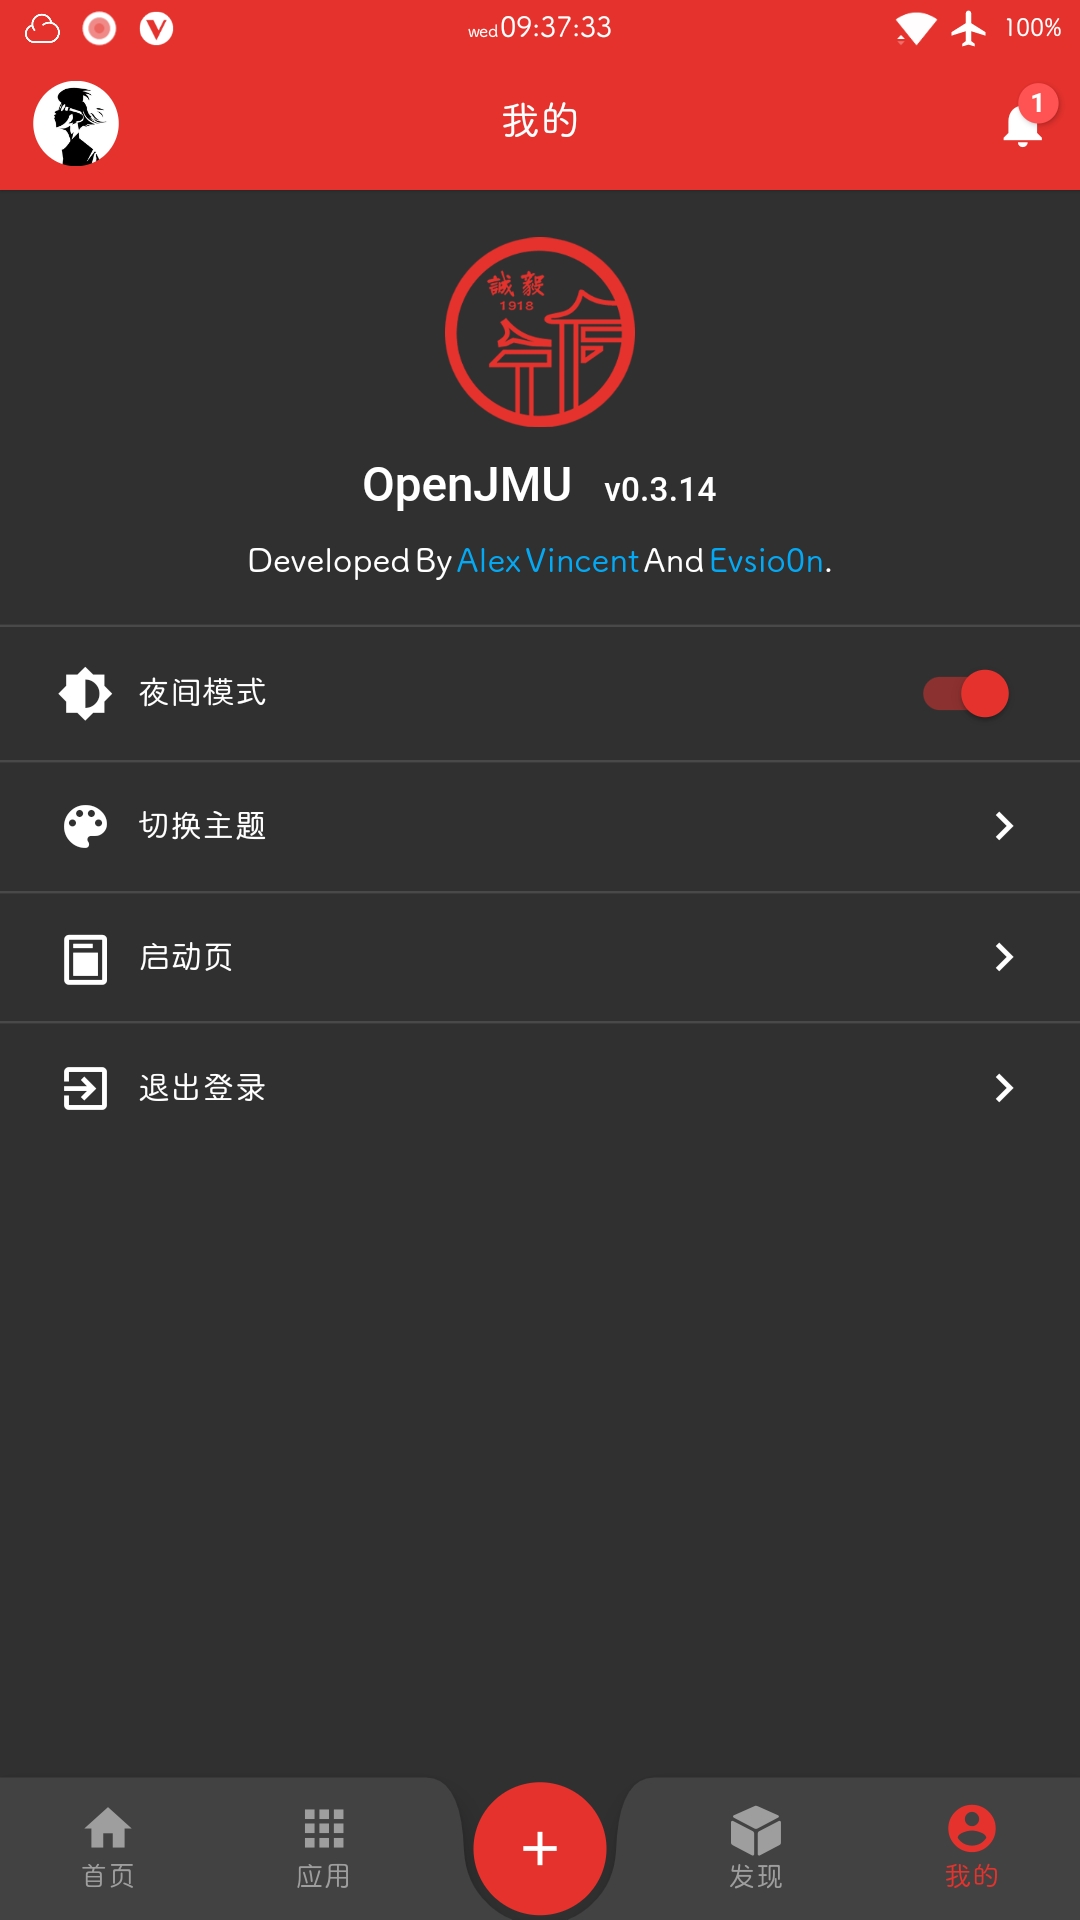 wed 09:37:33
100%
我的
1
誠毅
1918
OpenJMU v0.3.14
Developed By Alex Vincent And Evsio0n.
夜间模式
切换主题
启动页
退出登录
首页
应用
发现
我的